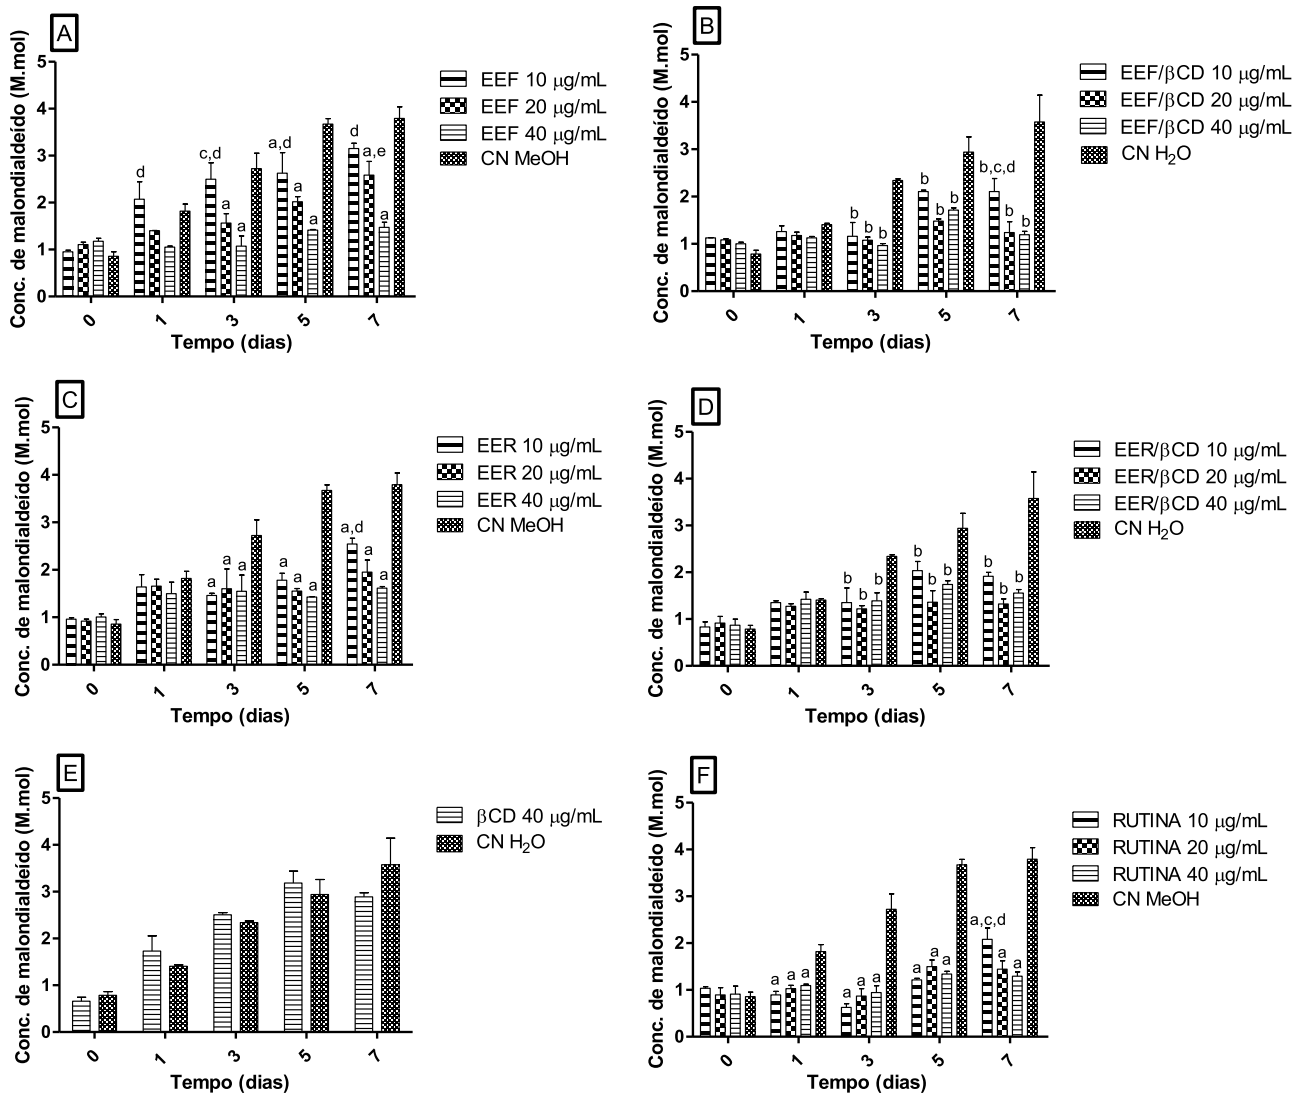 A
Conc. de malondialdeído (M.mol)
5
4
3
2
1
0
d
c,d
a
a
a,d
a
a
d
a,e
a
0
1
3
5
7
Tempo (dias)
EEF 10 µg/mL
EEF 20 µg/mL
EEF 40 µg/mL
CN MeOH
B
Conc. de malondialdeído (M.mol)
5
4
3
2
1
0
b
b
b
b
b
b
b,c,d
b
b
0
1
3
5
7
Tempo (dias)
EEF/βCD 10 µg/mL
EEF/βCD 20 µg/mL
EEF/βCD 40 µg/mL
CN H₂O
C
Conc. de malondialdeído (M.mol)
5
4
3
2
1
0
a
a
a
a
a
a
a,d
a
a
0
1
3
5
7
Tempo (dias)
EER 10 µg/mL
EER 20 µg/mL
EER 40 µg/mL
CN MeOH
D
Conc. de malondialdeído (M.mol)
5
4
3
2
1
0
b
b
b
b
b
b
b
b
b
0
1
3
5
7
Tempo (dias)
EER/βCD 10 µg/mL
EER/βCD 20 µg/mL
EER/βCD 40 µg/mL
CN H₂O
E
Conc. de malondialdeído (M.mol)
5
4
3
2
1
0
0
1
3
5
7
Tempo (dias)
βCD 40 µg/mL
CN H₂O
F
Conc. de malondialdeído (M.mol)
5
4
3
2
1
0
a
a
a
a
a
a
a
a
a
a,c,d
a
a
0
1
3
5
7
Tempo (dias)
RUTINA 10 µg/mL
RUTINA 20 µg/mL
RUTINA 40 µg/mL
CN MeOH